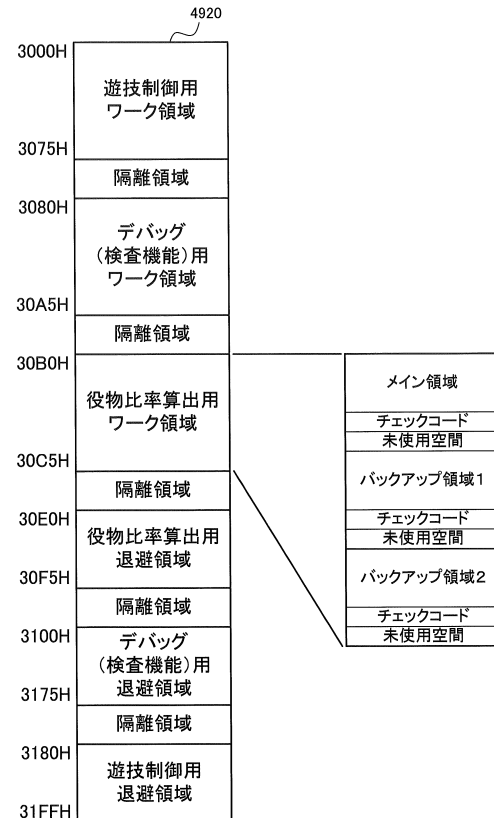 4920
3000H
遊技制御用
ワーク領域
3075H
隔離領域
3080H
デバッグ
（検査機能）用
ワーク領域
30A5H
隔離領域
30B0H
役物比率算出用
ワーク領域
30C5H
隔離領域
30E0H
役物比率算出用
退避領域
30F5H
隔離領域
3100H
デバッグ
（検査機能）用
退避領域
3175H
隔離領域
3180H
遊技制御用
退避領域
31FFH
メイン領域
チェックコード
未使用空間
バックアップ領域1
チェックコード
未使用空間
バックアップ領域2
チェックコード
未使用空間